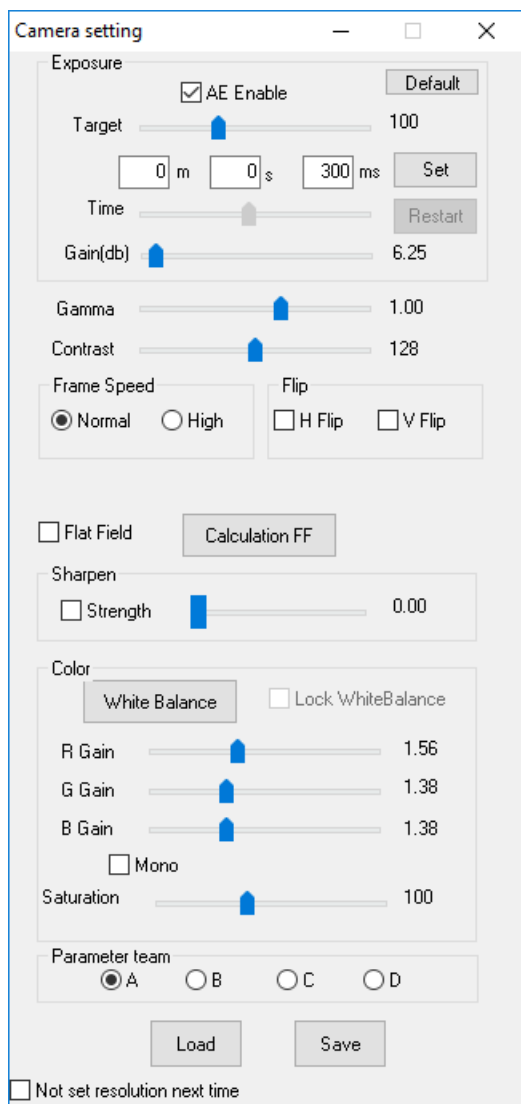 Camera setting
Exposure
AE Enable
Default
Target 100
0 m 0 s 300 ms Set
Time Restart
Gain(db) 6.25
Gamma 1.00
Contrast 128
Frame Speed Flip
Normal High H Flip V Flip
Flat Field Calculation FF
Sharpen
Strength 0.00
Color
White Balance Lock WhiteBalance
R Gain 1.56
G Gain 1.38
B Gain 1.38
Mono
Saturation 100
Parameter team
A B C D
Load Save
Not set resolution next time